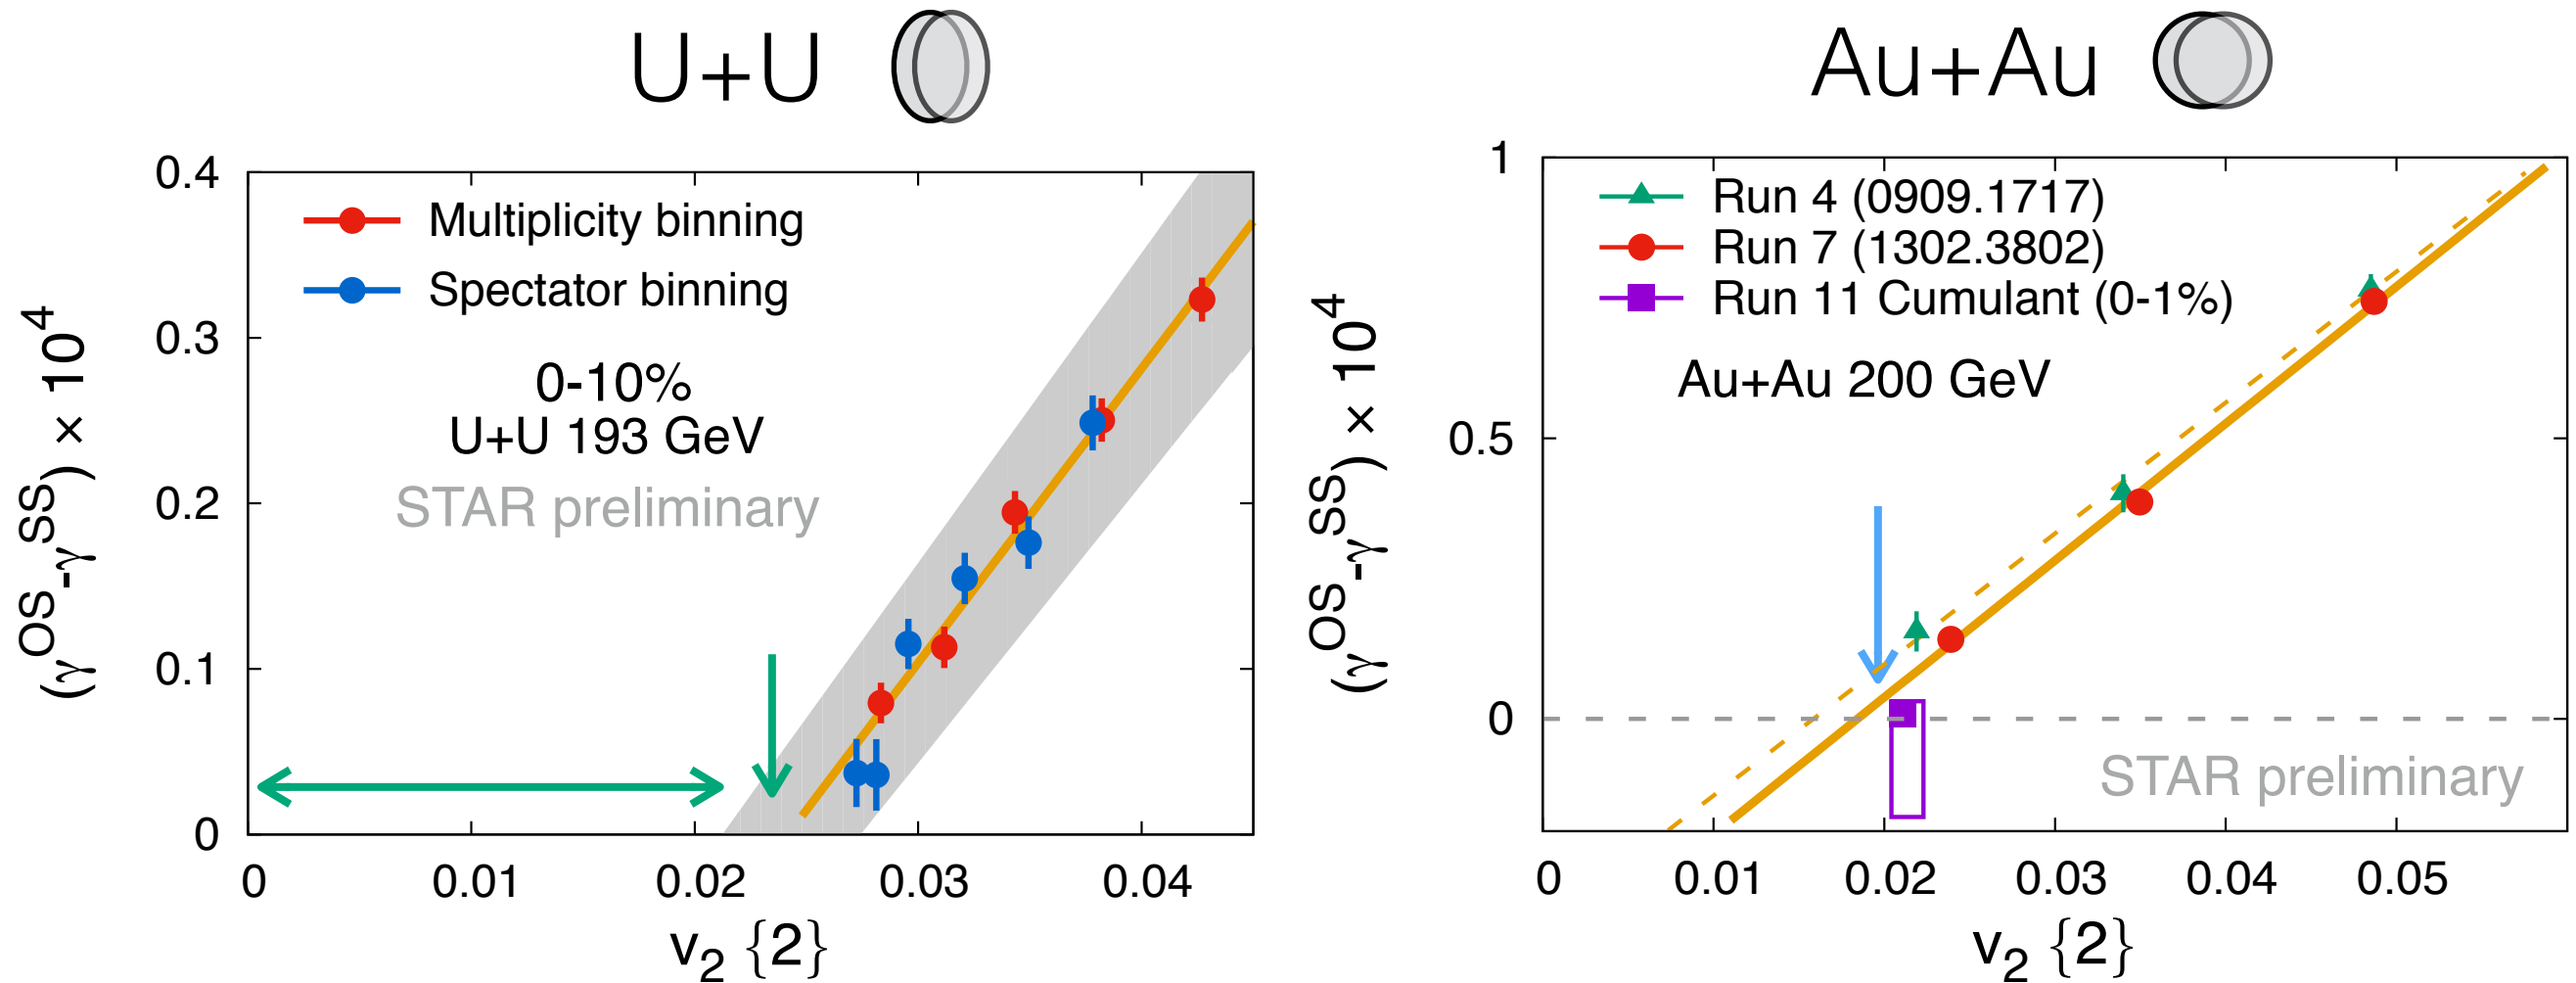 U+U
0.4
0.3
0.2
0.1
0
(γ^OS-γ^SS) × 10^4
Multiplicity binning
Spectator binning
0-10%
U+U 193 GeV
STAR preliminary
0 0.01 0.02 0.03 0.04
v_2 {2}
Au+Au
1
0.5
0
(γ^OS-γ^SS) × 10^4
Run 4 (0909.1717)
Run 7 (1302.3802)
Run 11 Cumulant (0-1%)
Au+Au 200 GeV
STAR preliminary
0 0.01 0.02 0.03 0.04 0.05
v_2 {2}